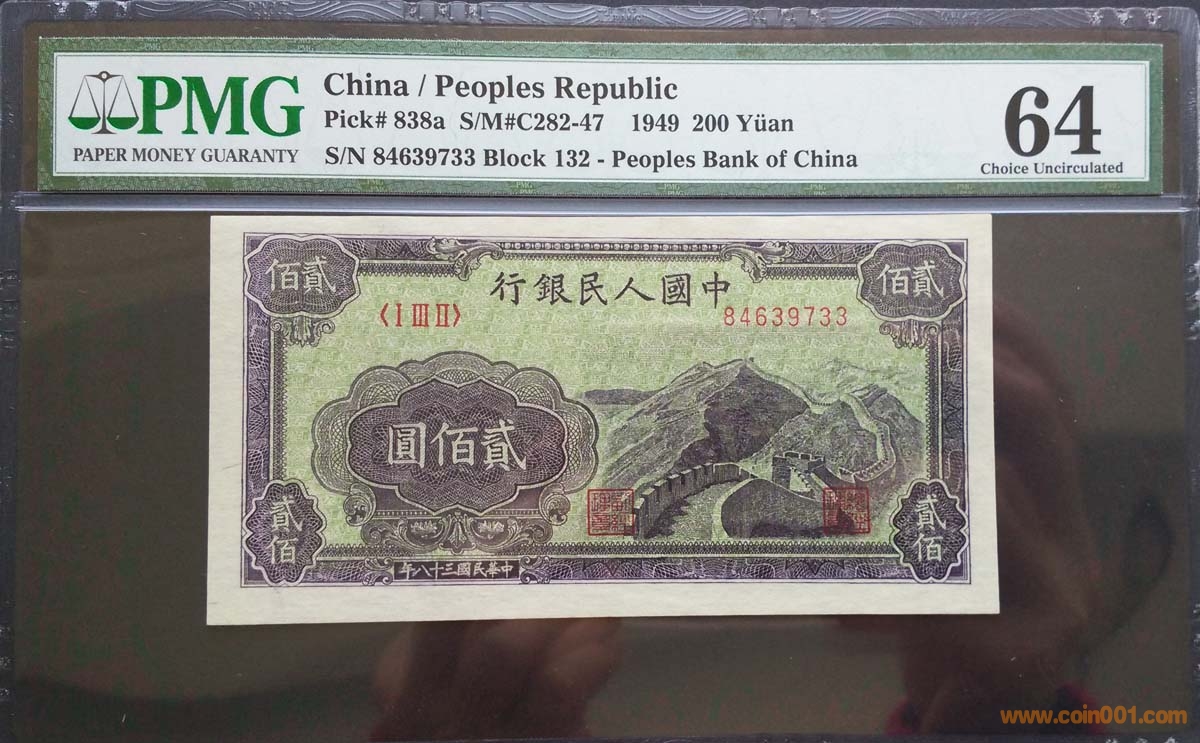 PMG
PAPER MONEY GUARANTY
China / Peoples Republic
Pick# 838a S/M#C282-47 1949 200 Yüan
S/N 84639733 Block 132 - Peoples Bank of China
64
Choice Uncirculated
佰貳
行銀民人國中
佰貳
〈I III II〉
84639733
圓佰貳
貳佰
貳佰
年八十三國民華中
www.coin001.com